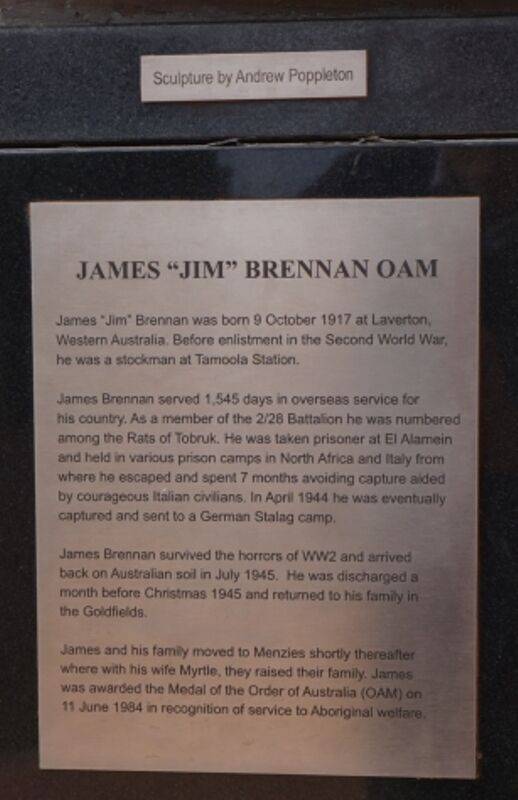 Sculpture by Andrew Poppleton
JAMES “JIM” BRENNAN OAM
James “Jim” Brennan was born 9 October 1917 at Laverton,
Western Australia. Before enlistment in the Second World War,
he was a stockman at Tamoola Station.
James Brennan served 1,545 days in overseas service for
his country. As a member of the 2/28 Battalion he was numbered
among the Rats of Tobruk. He was taken prisoner at El Alamein
and held in various prison camps in North Africa and Italy from
where he escaped and spent 7 months avoiding capture aided
by courageous Italian civilians. In April 1944 he was eventually
captured and sent to a German Stalag camp.
James Brennan survived the horrors of WW2 and arrived
back on Australian soil in July 1945. He was discharged a
month before Christmas 1945 and returned to his family in
the Goldfields.
James and his family moved to Menzies shortly thereafter
where with his wife Myrtle, they raised their family. James
was awarded the Medal of the Order of Australia (OAM) on
11 June 1984 in recognition of service to Aboriginal welfare.